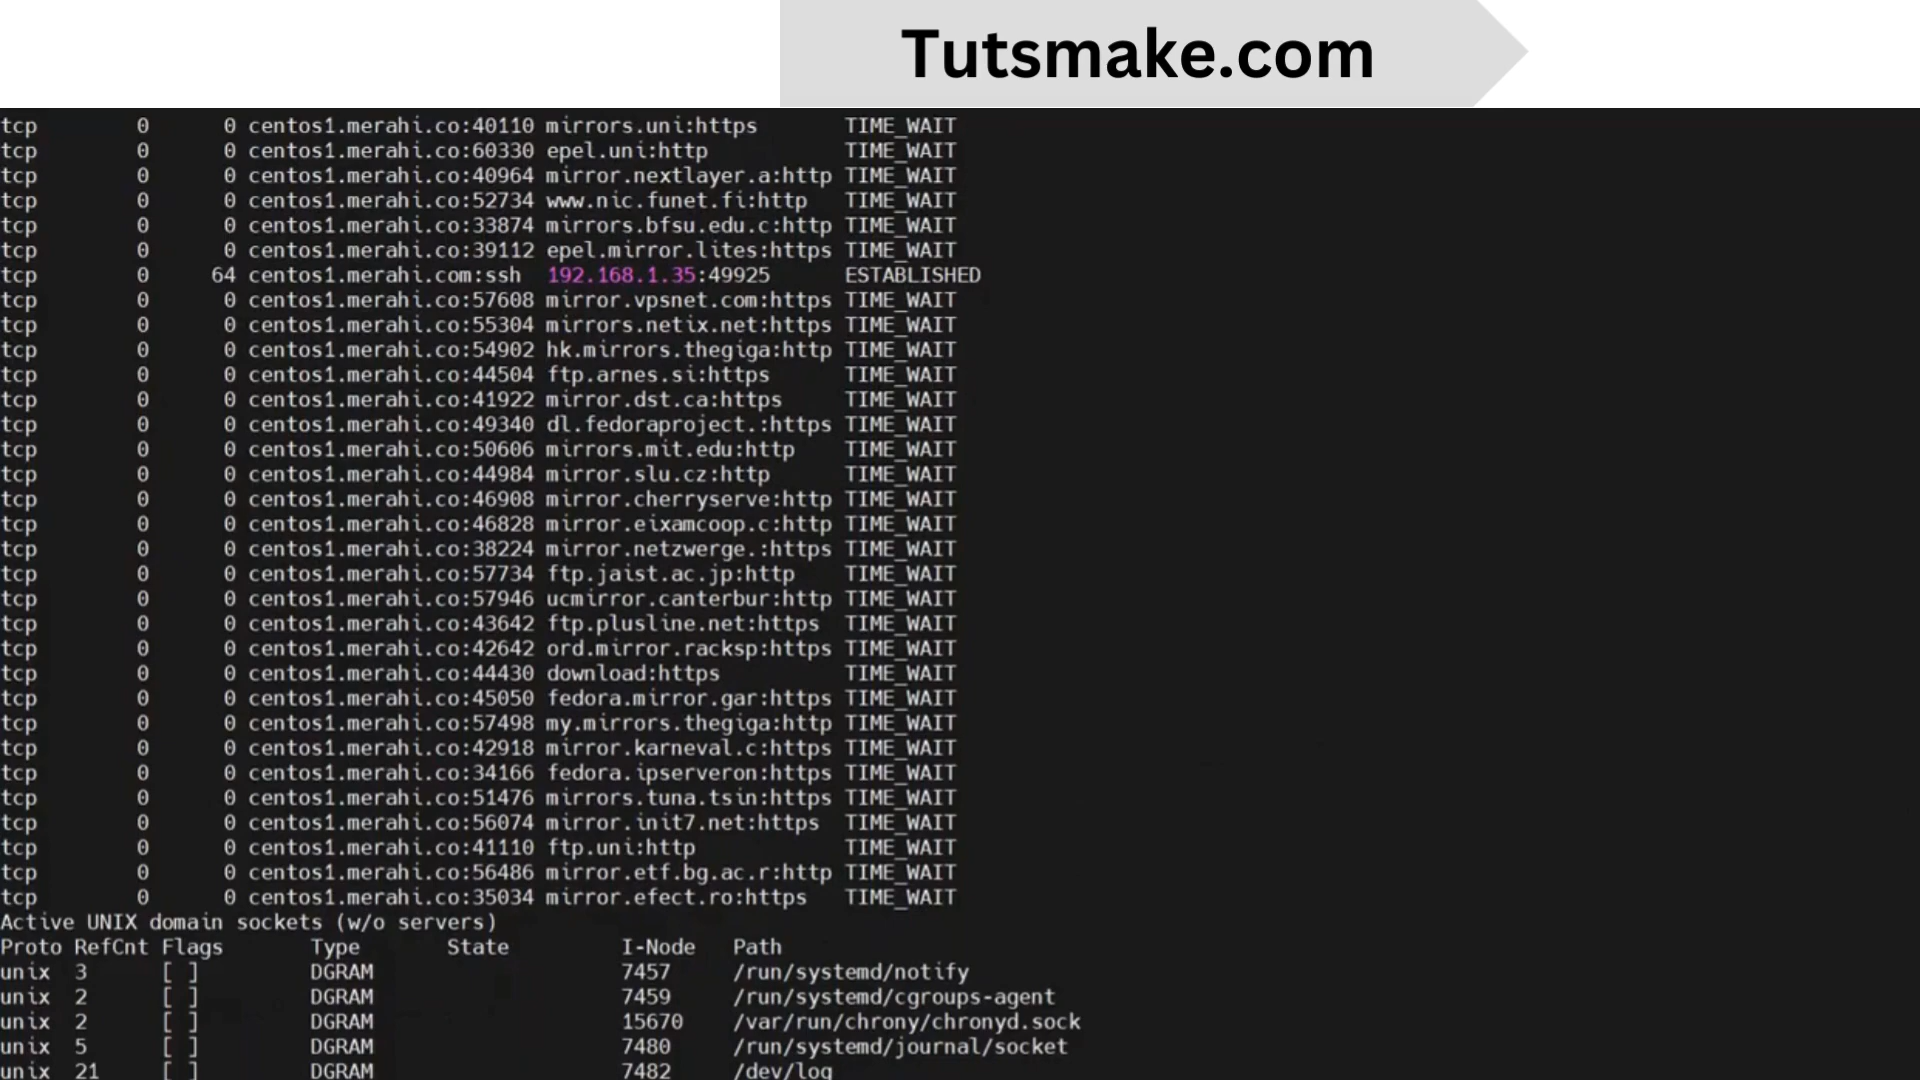 Tutsmake.com
tcp 0 0 centos1.merahi.co:40110 mirrors.uni:https TIME_WAIT
tcp 0 0 centos1.merahi.co:60330 epel.uni:http TIME_WAIT
tcp 0 0 centos1.merahi.co:40964 mirror.nextlayer.a:http TIME_WAIT
tcp 0 0 centos1.merahi.co:52734 www.nic.funet.fi:http TIME_WAIT
tcp 0 0 centos1.merahi.co:33874 mirrors.bfsu.edu.c:http TIME_WAIT
tcp 0 0 centos1.merahi.co:39112 epel.mirror.lites:https TIME_WAIT
tcp 0 64 centos1.merahi.com:ssh 192.168.1.35:49925 ESTABLISHED
tcp 0 0 centos1.merahi.co:57608 mirror.vpsnet.com:https TIME_WAIT
tcp 0 0 centos1.merahi.co:55304 mirrors.netix.net:https TIME_WAIT
tcp 0 0 centos1.merahi.co:54902 hk.mirrors.thegiga:http TIME_WAIT
tcp 0 0 centos1.merahi.co:44504 ftp.arnes.si:https TIME_WAIT
tcp 0 0 centos1.merahi.co:41922 mirror.dst.ca:https TIME_WAIT
tcp 0 0 centos1.merahi.co:49340 dl.fedoraproject.:https TIME_WAIT
tcp 0 0 centos1.merahi.co:50606 mirrors.mit.edu:http TIME_WAIT
tcp 0 0 centos1.merahi.co:44984 mirror.slu.cz:http TIME_WAIT
tcp 0 0 centos1.merahi.co:46908 mirror.cherryserve:http TIME_WAIT
tcp 0 0 centos1.merahi.co:46828 mirror.eixamcoop.c:http TIME_WAIT
tcp 0 0 centos1.merahi.co:38224 mirror.netzwerge.:https TIME_WAIT
tcp 0 0 centos1.merahi.co:57734 ftp.jaist.ac.jp:http TIME_WAIT
tcp 0 0 centos1.merahi.co:57946 ucmirror.canterbur:http TIME_WAIT
tcp 0 0 centos1.merahi.co:43642 ftp.plusline.net:https TIME_WAIT
tcp 0 0 centos1.merahi.co:42642 ord.mirror.racksp:https TIME_WAIT
tcp 0 0 centos1.merahi.co:44430 download:https TIME_WAIT
tcp 0 0 centos1.merahi.co:45050 fedora.mirror.gar:https TIME_WAIT
tcp 0 0 centos1.merahi.co:57498 my.mirrors.thegiga:http TIME_WAIT
tcp 0 0 centos1.merahi.co:42918 mirror.karneval.c:https TIME_WAIT
tcp 0 0 centos1.merahi.co:34166 fedora.ipserveron:https TIME_WAIT
tcp 0 0 centos1.merahi.co:51476 mirrors.tuna.tsin:https TIME_WAIT
tcp 0 0 centos1.merahi.co:56074 mirror.init7.net:https TIME_WAIT
tcp 0 0 centos1.merahi.co:41110 ftp.uni:http TIME_WAIT
tcp 0 0 centos1.merahi.co:56486 mirror.etf.bg.ac.r:http TIME_WAIT
tcp 0 0 centos1.merahi.co:35034 mirror.efect.ro:https TIME_WAIT
Active UNIX domain sockets (w/o servers)
Proto RefCnt Flags Type State I-Node Path
unix 3 [ ] DGRAM 7457 /run/systemd/notify
unix 2 [ ] DGRAM 7459 /run/systemd/cgroups-agent
unix 2 [ ] DGRAM 15670 /var/run/chrony/chronyd.sock
unix 5 [ ] DGRAM 7480 /run/systemd/journal/socket
unix 21 [ ] DGRAM 7482 /dev/log